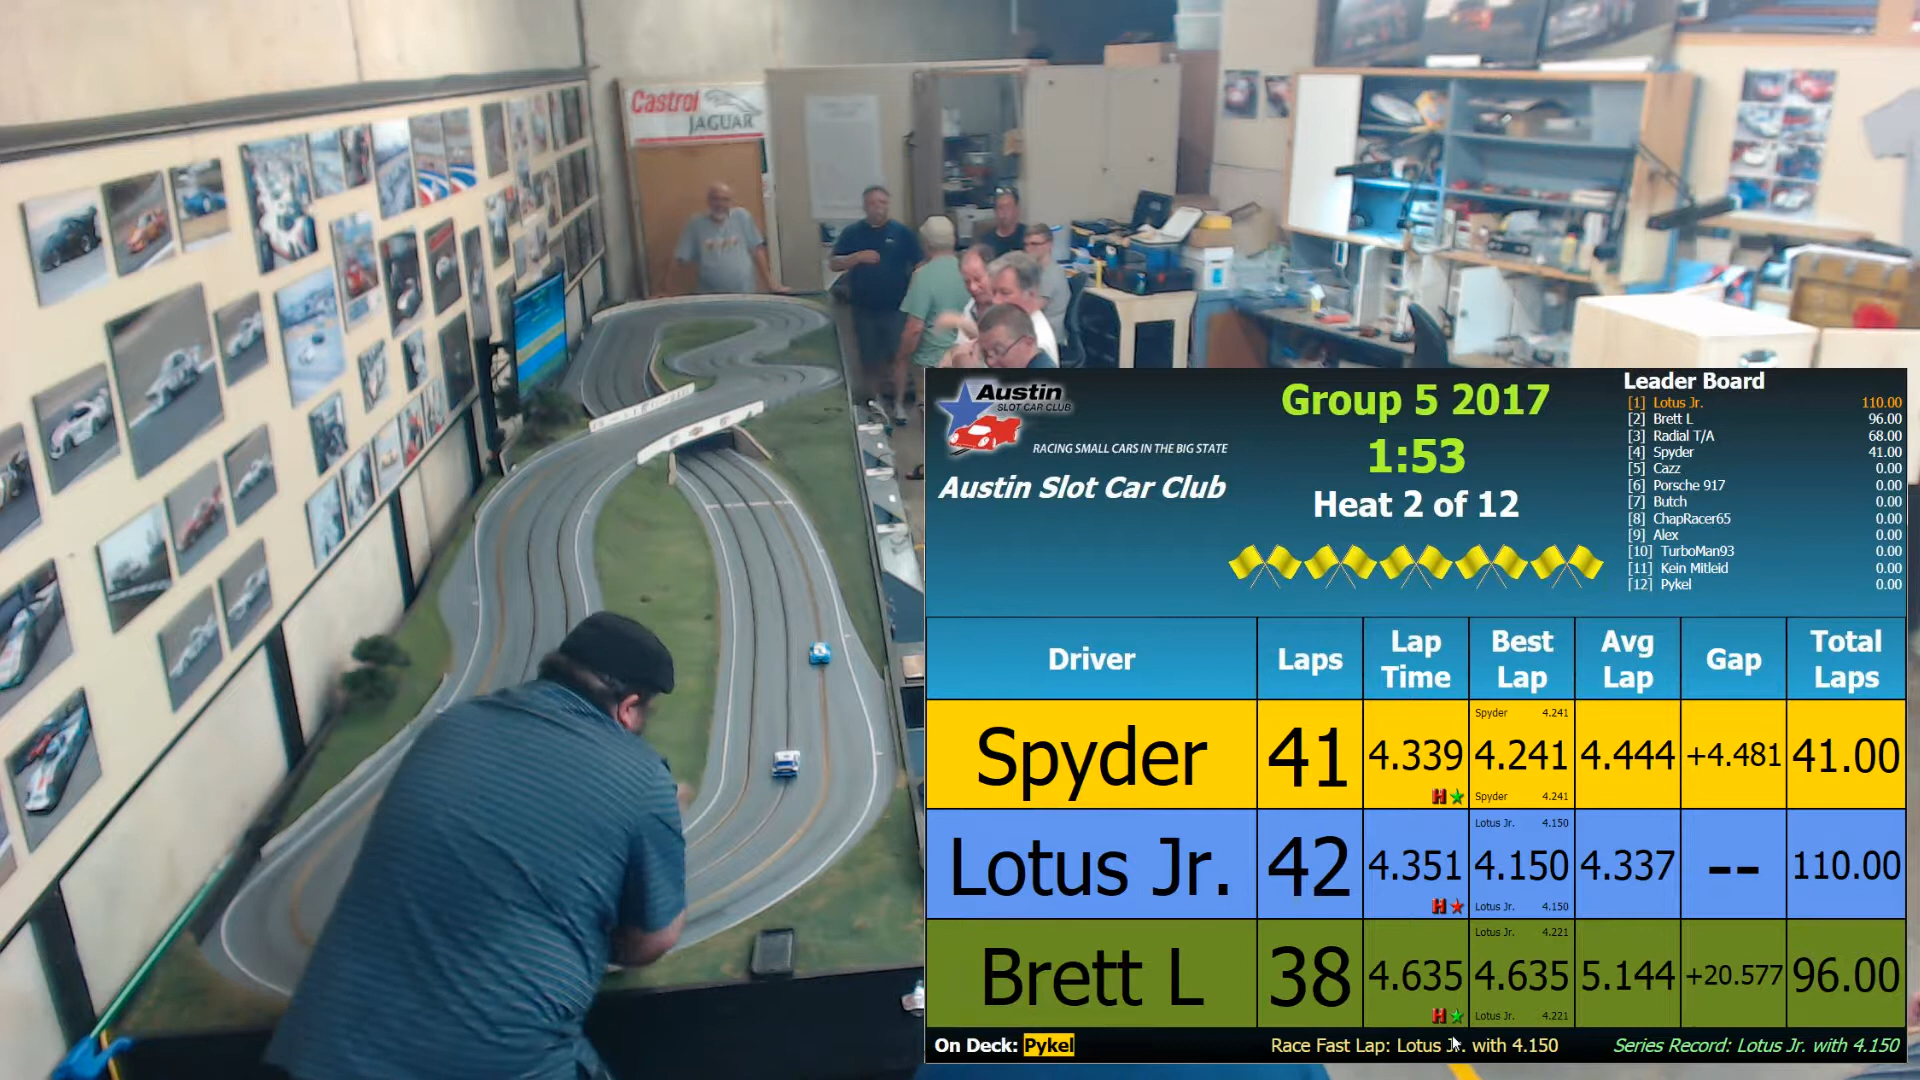 Castrol
JAGUAR
Austin
SLOT CAR CLUB
RACING SMALL CARS IN THE BIG STATE
Austin Slot Car Club
Group 5 2017
1:53
Heat 2 of 12
Leader Board
[1] Lotus Jr. 110.00
[2] Brett L 96.00
[3] Radial T/A 68.00
[4] Spyder 41.00
[5] Cazz 0.00
[6] Porsche 917 0.00
[7] Butch 0.00
[8] ChapRacer65 0.00
[9] Alex 0.00
[10] TurboMan93 0.00
[11] Kein Mitleid 0.00
[12] Pykel 0.00
Driver Laps Lap Time Best Lap Avg Lap Gap Total Laps
Spyder 4.241
Spyder 41 4.339 4.241 4.444 +4.481 41.00
H Spyder 4.241
Lotus Jr. 4.150
Lotus Jr. 42 4.351 4.150 4.337 -- 110.00
H Lotus Jr. 4.150
Lotus Jr. 4.221
Brett L 38 4.635 4.635 5.144 +20.577 96.00
H Lotus Jr. 4.221
On Deck: Pykel Race Fast Lap: Lotus Jr. with 4.150 Series Record: Lotus Jr. with 4.150